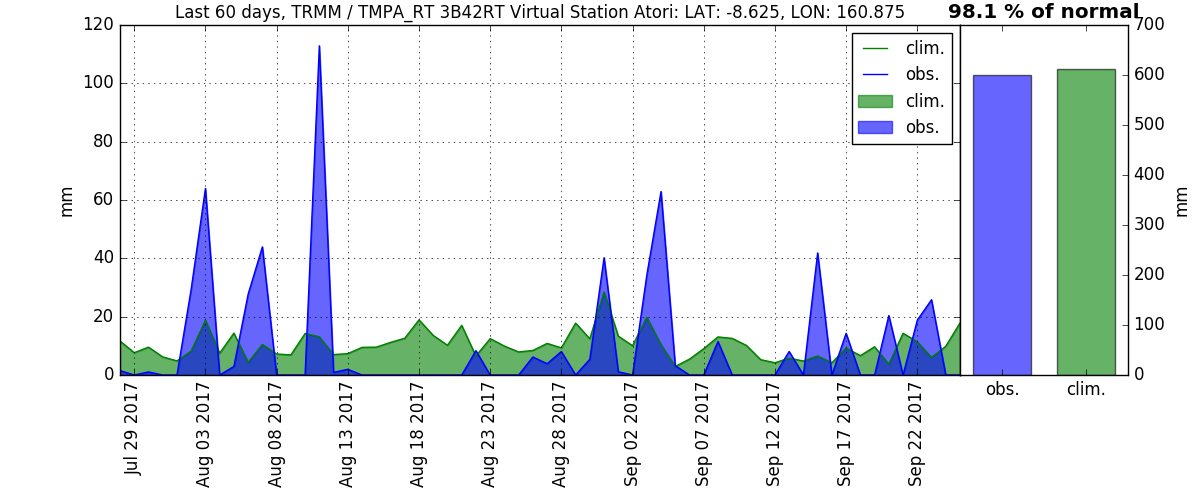 Last 60 days, TRMM / TMPA_RT 3B42RT Virtual Station Atori: LAT: -8.625, LON: 160.875
98.1 % of normal
120
100
80
60
40
20
0
mm
clim.
obs.
clim.
obs.
700
600
500
400
300
200
100
0
mm
Jul 29 2017
Aug 03 2017
Aug 08 2017
Aug 13 2017
Aug 18 2017
Aug 23 2017
Aug 28 2017
Sep 02 2017
Sep 07 2017
Sep 12 2017
Sep 17 2017
Sep 22 2017
obs.
clim.